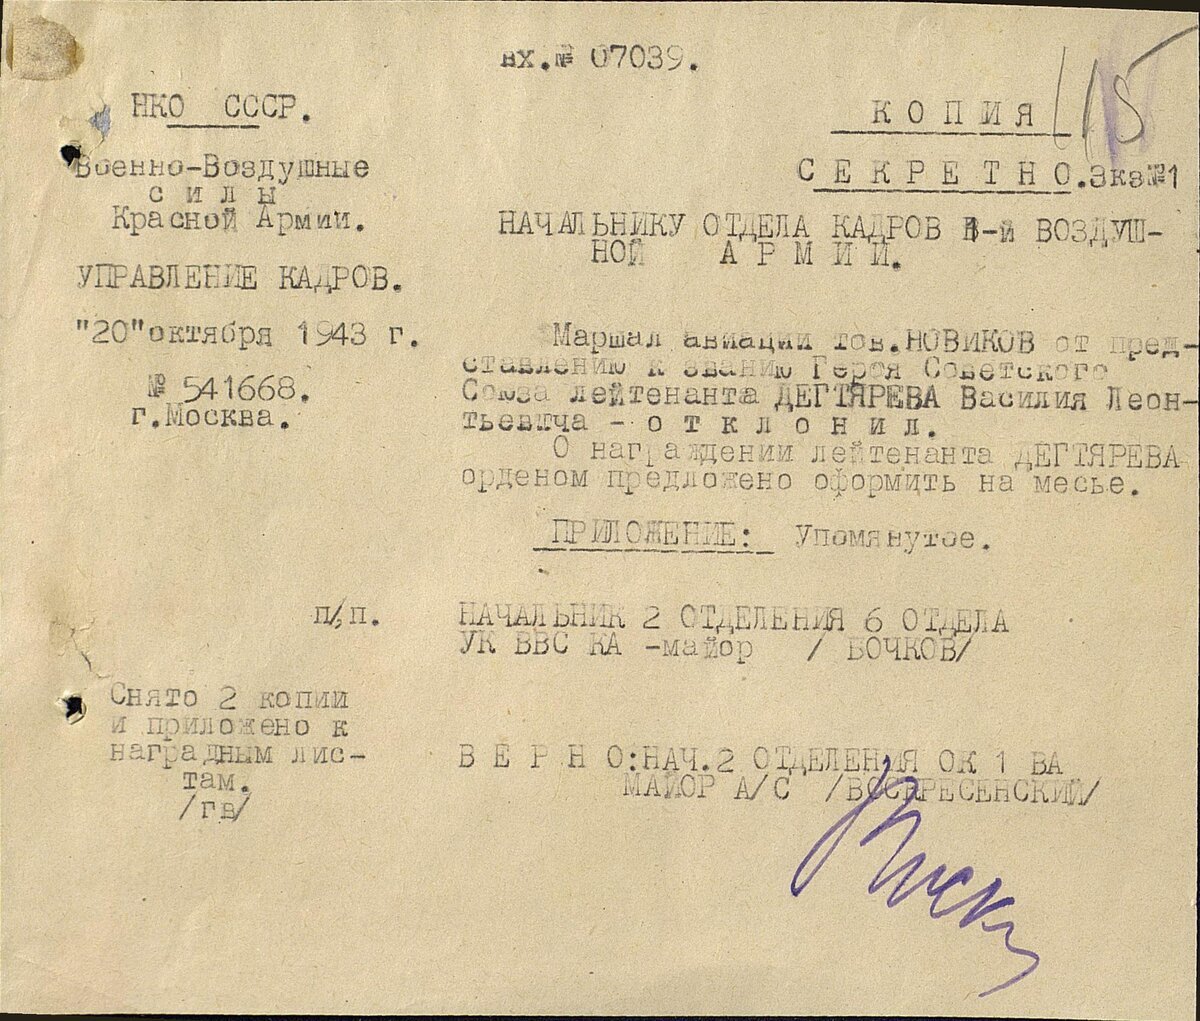 вх.№ 07039.
НКО СССР.
Военно-Воздушные
силы
Красной Армии.
УПРАВЛЕНИЕ КАДРОВ.
"20"октября 1943 г.
№ 541668.
г.Москва.
КОПИЯ
СЕКРЕТНО.Экз№1
НАЧАЛЬНИКУ ОТДЕЛА КАДРОВ 1-й ВОЗДУШ-
НОЙ АРМИИ.
Маршал авиации тов.НОВИКОВ от пред-
ставлению к званию Героя Советского
Союза лейтенанта ДЕГТЯРЕВА Василия Леон-
тьевича - отклонил.
О награждении лейтенанта ДЕГТЯРЕВА
орденом предложено оформить на месье.
ПРИЛОЖЕНИЕ: Упомянутое.
п/п. НАЧАЛЬНИК 2 ОТДЕЛЕНИЯ 6 ОТДЕЛА
УК ВВС КА -майор / БОЧКОВ/
Снято 2 копии
и приложено к
наградным лис-
там.
/гв/
ВЕРНО:НАЧ.2 ОТДЕЛЕНИЯ ОК 1 ВА
МАЙОР А/С /ВОСКРЕСЕНСКИЙ/